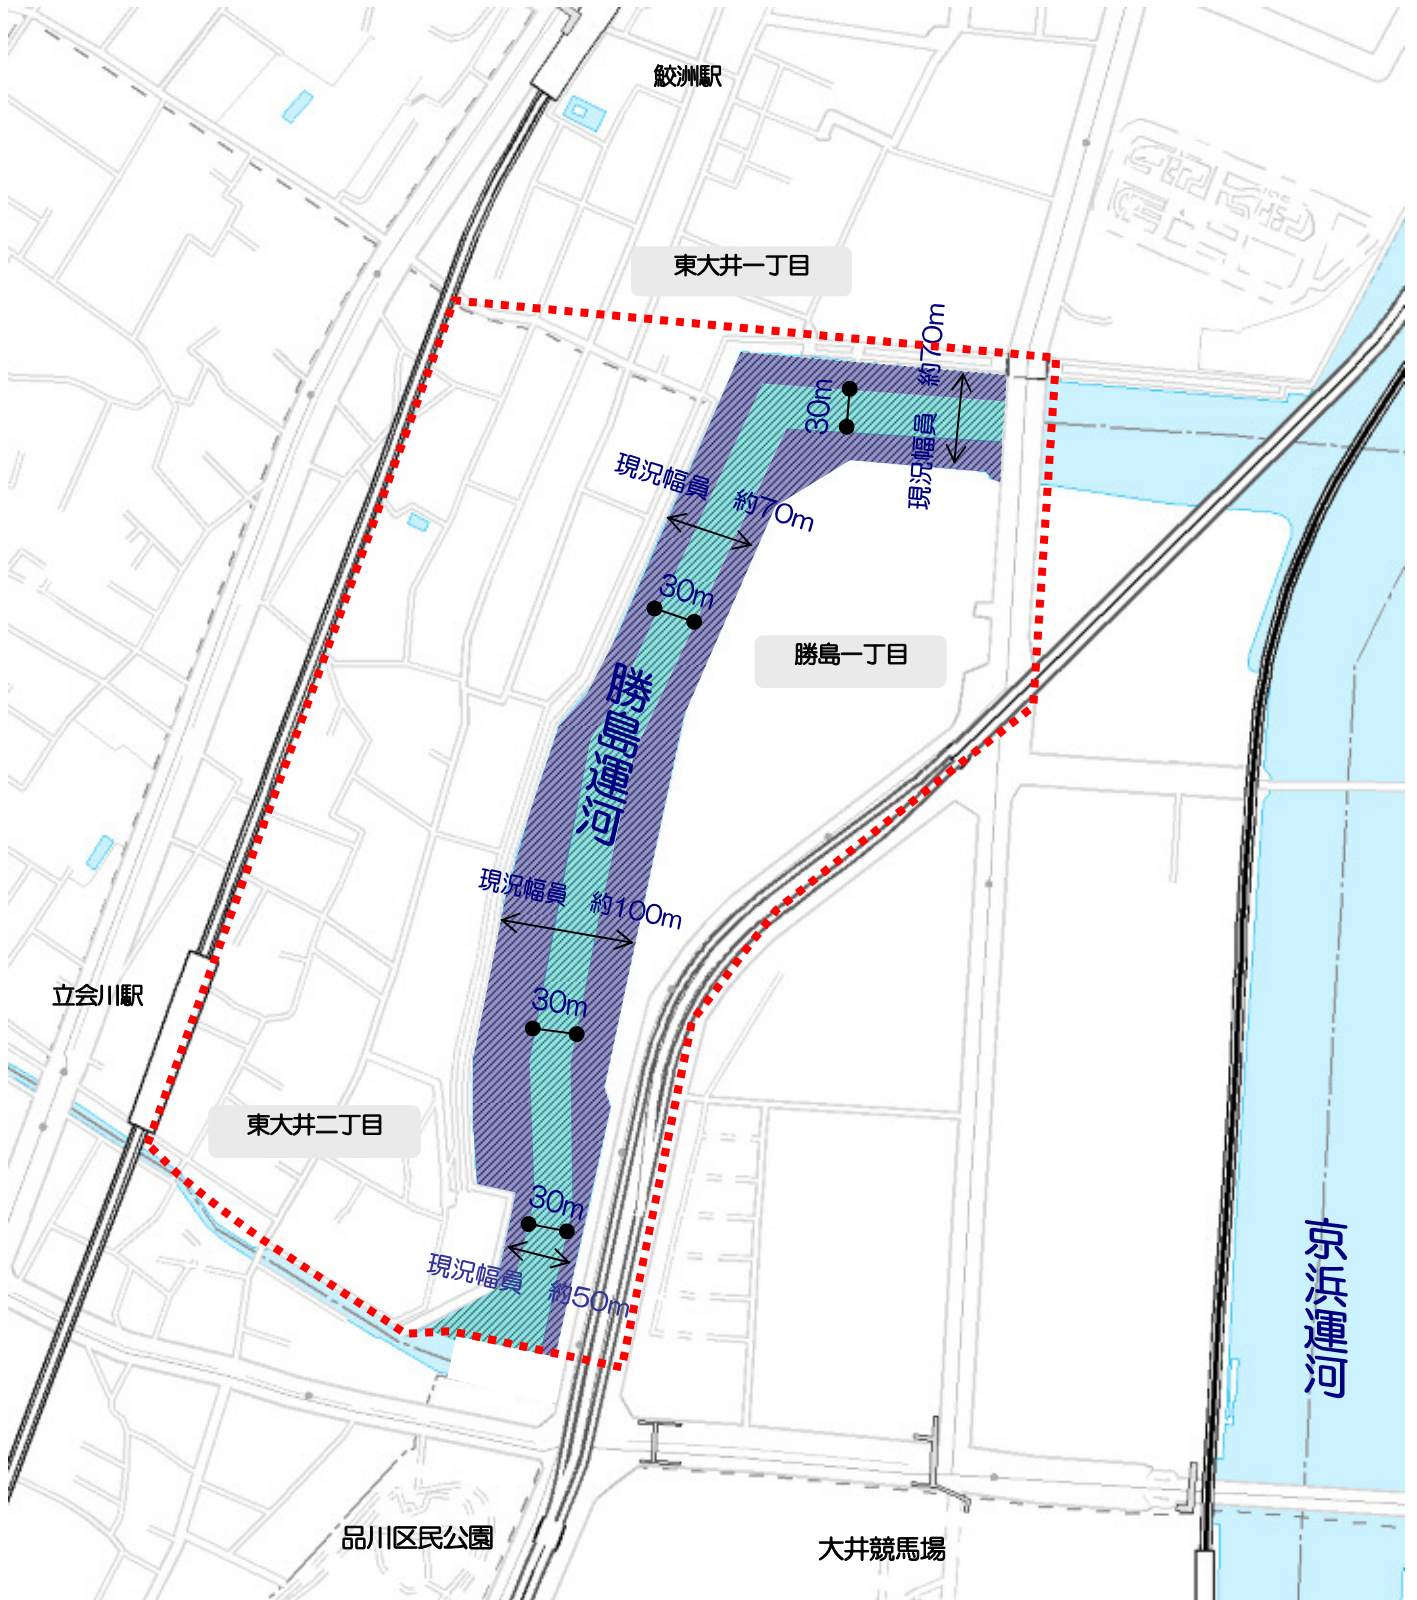 鮫洲駅
東大井一丁目
現況幅員 約70m
30m
現況幅員 約70m
30m
勝島一丁目
勝島運河
現況幅員 約100m
立会川駅
30m
東大井二丁目
30m
現況幅員 約50m
京浜運河
品川区民公園
大井競馬場